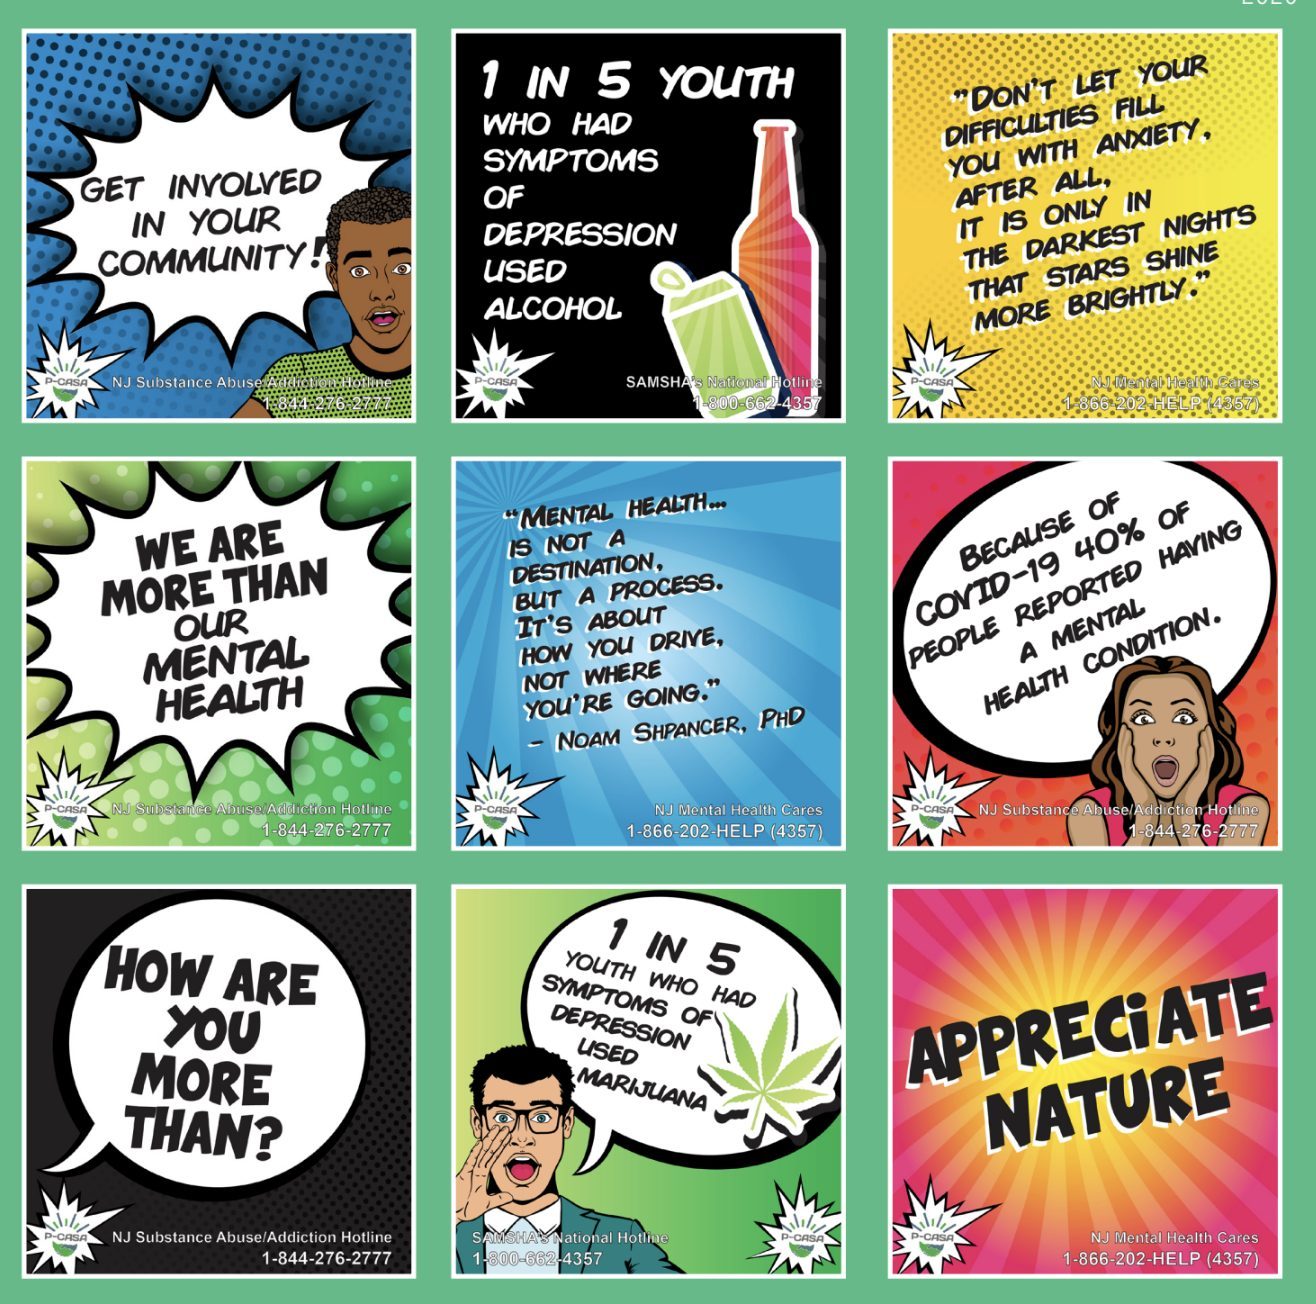 GET INVOLVED
IN YOUR
COMMUNITY!
P-CASA
NJ Substance Abuse/Addiction Hotline
1-844-276-2777
1 IN 5 YOUTH
WHO HAD
SYMPTOMS
OF
DEPRESSION
USED
ALCOHOL
P-CASA
SAMSHA's National Hotline
1-800-662-4357
"DON'T LET YOUR
DIFFICULTIES FILL
YOU WITH ANXIETY,
AFTER ALL,
IT IS ONLY IN
THE DARKEST NIGHTS
THAT STARS SHINE
MORE BRIGHTLY."
P-CASA
NJ Mental Health Cares
1-866-202-HELP (4357)
WE ARE
MORE THAN
OUR
MENTAL
HEALTH
P-CASA
NJ Substance Abuse/Addiction Hotline
1-844-276-2777
"MENTAL HEALTH...
IS NOT A
DESTINATION,
BUT A PROCESS.
IT'S ABOUT
HOW YOU DRIVE,
NOT WHERE
YOU'RE GOING."
- NOAM SHPANCER, PHD
P-CASA
NJ Mental Health Cares
1-866-202-HELP (4357)
BECAUSE OF
COVID-19 40% OF
PEOPLE REPORTED HAVING
A MENTAL
HEALTH CONDITION.
P-CASA
NJ Substance Abuse/Addiction Hotline
1-844-276-2777
HOW ARE
YOU
MORE
THAN?
P-CASA
NJ Substance Abuse/Addiction Hotline
1-844-276-2777
1 IN 5
YOUTH WHO HAD
SYMPTOMS OF
DEPRESSION
USED
MARIJUANA
SAMSHA's National Hotline
1-800-662-4357
P-CASA
APPRECiATE
NATURE
P-CASA
NJ Mental Health Cares
1-866-202-HELP (4357)